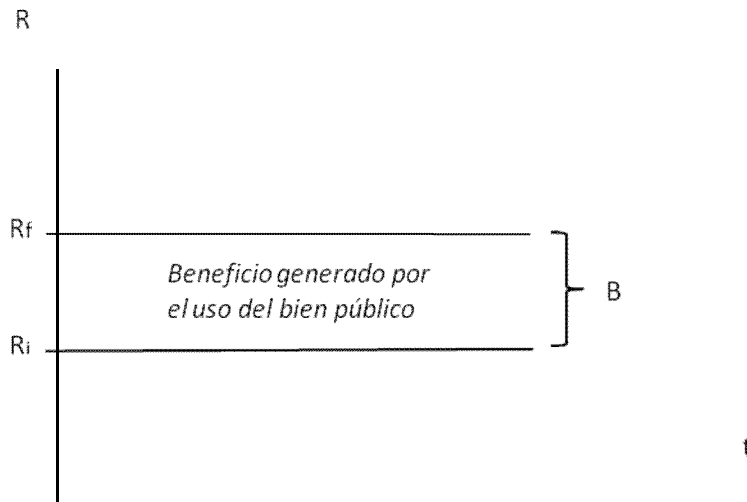 R
Rf
Beneficio generado por
el uso del bien público
B
Ri
t